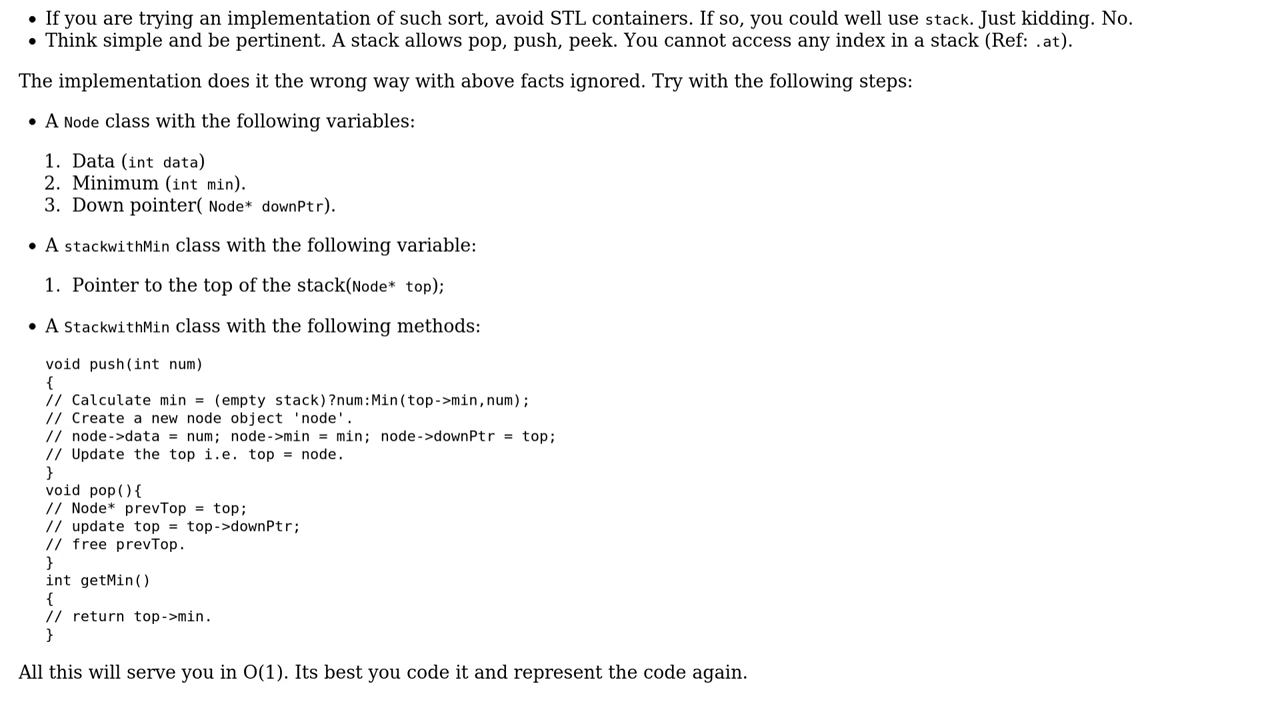 • If you are trying an implementation of such sort, avoid STL containers. If so, you could well use stack. Just kidding. No.
• Think simple and be pertinent. A stack allows pop, push, peek. You cannot access any index in a stack (Ref: .at).
The implementation does it the wrong way with above facts ignored. Try with the following steps:
• A Node class with the following variables:
1. Data (int data)
2. Minimum (int min).
3. Down pointer( Node* downPtr).
• A stackwithMin class with the following variable:
1. Pointer to the top of the stack(Node* top);
• A StackwithMin class with the following methods:
void push(int num)
{
// Calculate min = (empty stack)?num:Min(top->min,num);
// Create a new node object 'node'.
// node->data = num; node->min = min; node->downPtr = top;
// Update the top i.e. top = node.
}
void pop(){
// Node* prevTop = top;
// update top = top->downPtr;
// free prevTop.
}
int getMin()
{
// return top->min.
}
All this will serve you in O(1). Its best you code it and represent the code again.